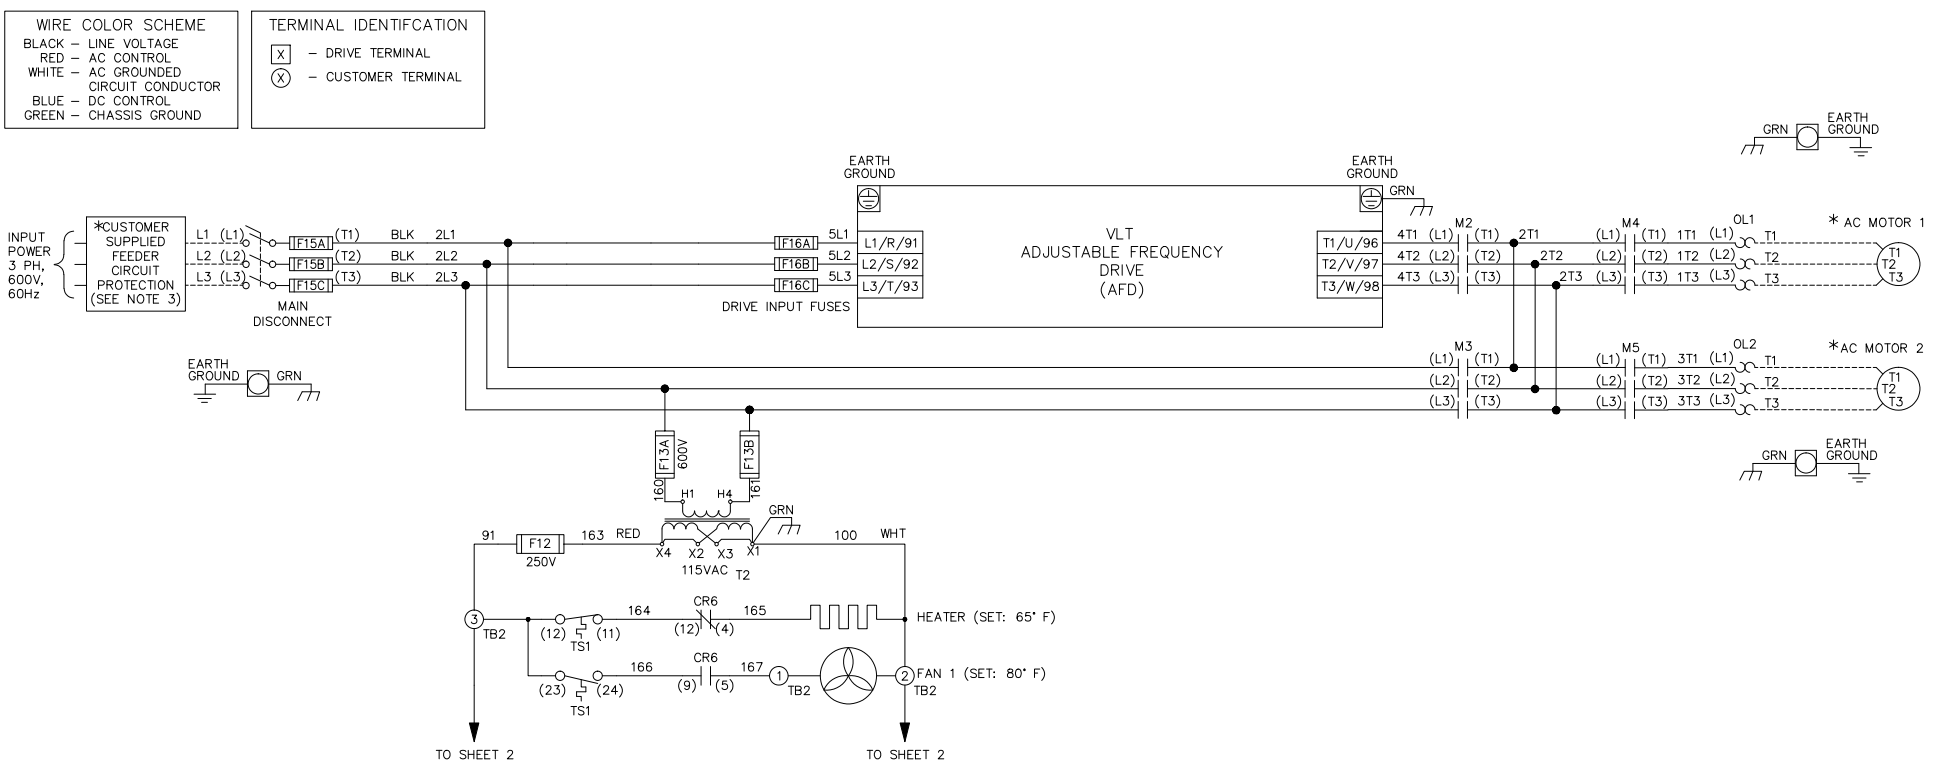 WIRE COLOR SCHEME
BLACK – LINE VOLTAGE
RED – AC CONTROL
WHITE – AC GROUNDED
CIRCUIT CONDUCTOR
BLUE – DC CONTROL
GREEN – CHASSIS GROUND
TERMINAL IDENTIFCATION
X – DRIVE TERMINAL
X – CUSTOMER TERMINAL
INPUT
POWER
3 PH,
600V,
60Hz
*CUSTOMER
SUPPLIED
FEEDER
CIRCUIT
PROTECTION
(SEE NOTE 3)
L1 (L1) F15A (T1) BLK 2L1 F16A 5L1
L2 (L2) F15B (T2) BLK 2L2 F16B 5L2
L3 (L3) F15C (T3) BLK 2L3 F16C 5L3
MAIN
DISCONNECT
DRIVE INPUT FUSES
EARTH
GROUND
L1/R/91
L2/S/92
L3/T/93
VLT
ADJUSTABLE FREQUENCY
DRIVE
(AFD)
EARTH
GROUND
GRN
T1/U/96
T2/V/97
T3/W/98
M2 M4 OL1
4T1 (L1) (T1) 2T1 (L1) (T1) 1T1 (L1) T1
4T2 (L2) (T2) 2T2 (L2) (T2) 1T2 (L2) T2
4T3 (L3) (T3) 2T3 (L3) (T3) 1T3 (L3) T3
* AC MOTOR 1
T1
T2
T3
GRN
EARTH
GROUND
M3 M5 OL2
(L1) (T1) (L1) (T1) 3T1 (L1) T1
(L2) (T2) (L2) (T2) 3T2 (L2) T2
(L3) (T3) (L3) (T3) 3T3 (L3) T3
*AC MOTOR 2
T1
T2
T3
GRN
EARTH
GROUND
EARTH
GROUND
GRN
F13A
600V
F13B
160
161
H1 H4
GRN
91 F12 163 RED
250V
X4 X2 X3 X1
100 WHT
115VAC T2
3
TB2
(12) (11)
TS1
164
CR6
(12) (4)
165
HEATER (SET: 65° F)
(23) (24)
TS1
166
CR6
(9) (5)
167
1
TB2
2
TB2
FAN 1 (SET: 80° F)
TO SHEET 2
TO SHEET 2